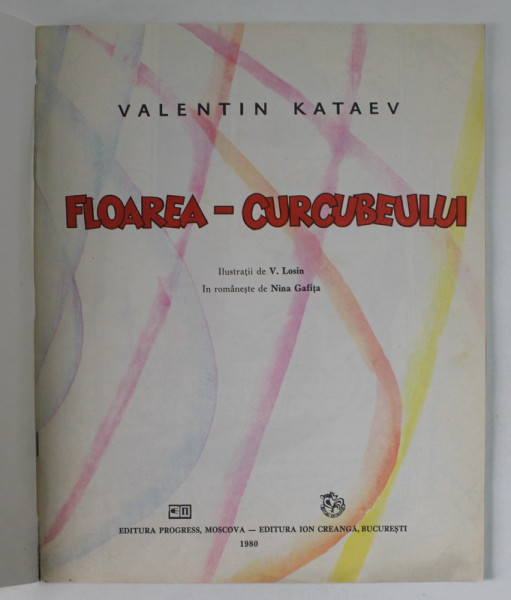 VALENTIN KATAEV
FLOAREA - CURCUBEULUI
Ilustrații de V. Losin
In românește de Nina Gafița
EDITURA PROGRESS, MOSCOVA — EDITURA ION CREANGĂ, BUCUREȘTI
1980